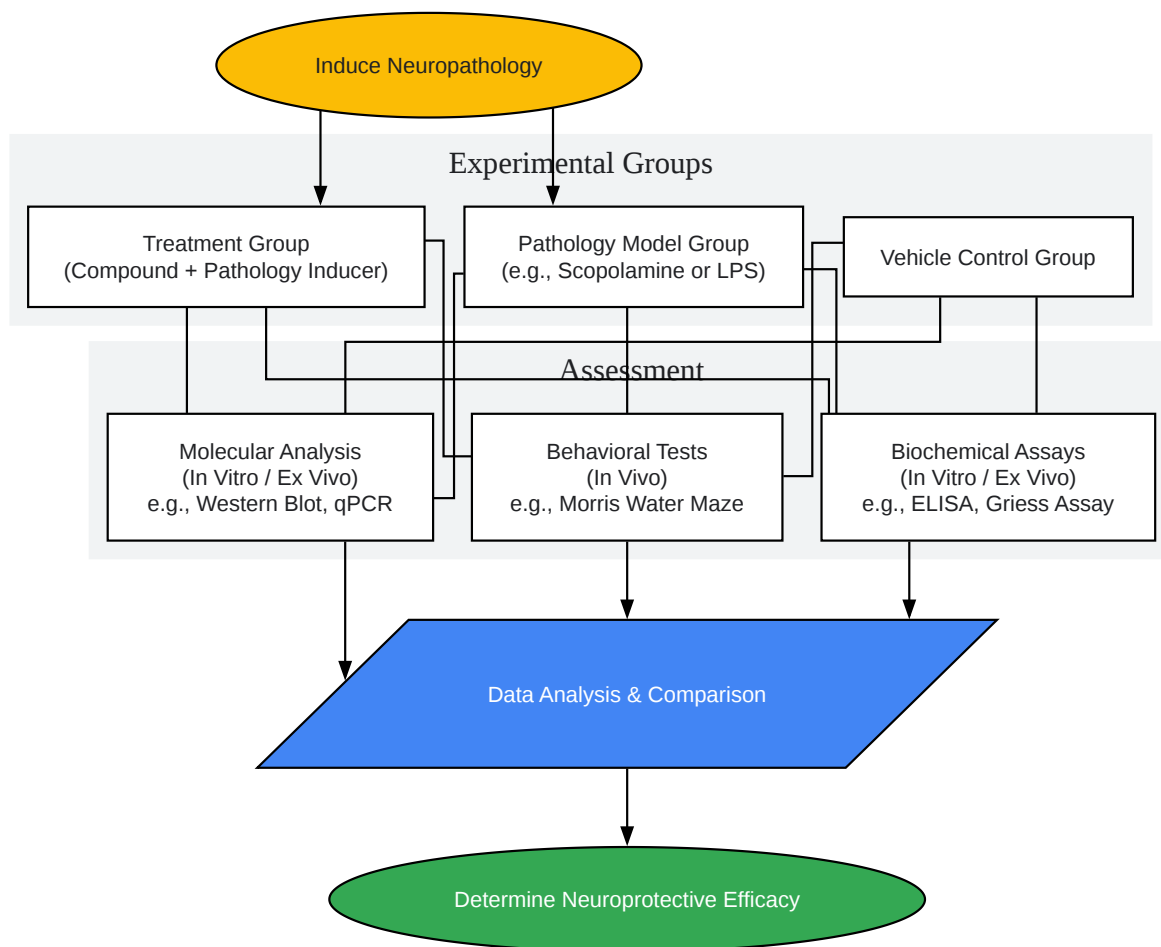 Induce Neuropathology
Experimental Groups
Treatment Group
(Compound + Pathology Inducer)
Pathology Model Group
(e.g., Scopolamine or LPS)
Vehicle Control Group
Assessment
Molecular Analysis
(In Vitro / Ex Vivo)
e.g., Western Blot, qPCR
Behavioral Tests
(In Vivo)
e.g., Morris Water Maze
Biochemical Assays
(In Vitro / Ex Vivo)
e.g., ELISA, Griess Assay
Data Analysis & Comparison
Determine Neuroprotective Efficacy